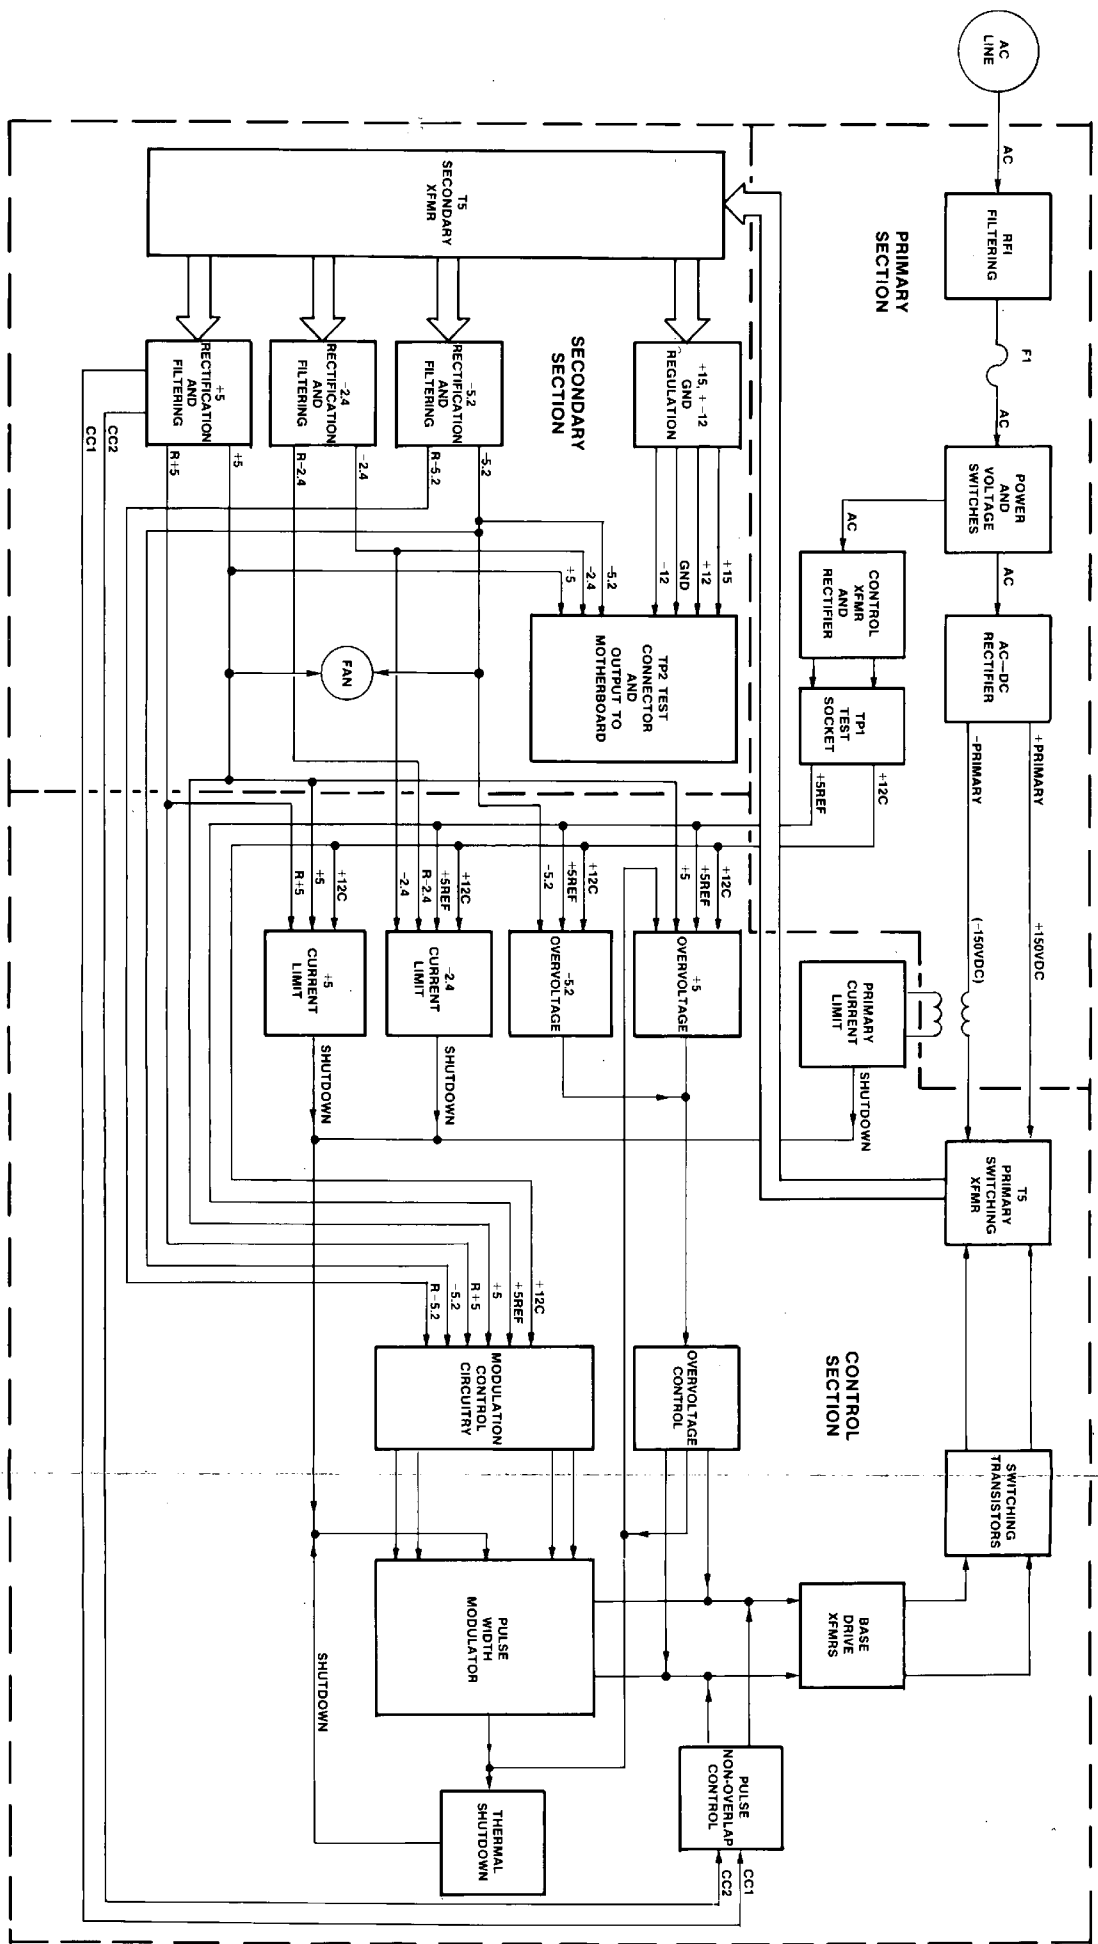 AC
LINE
AC
RFI
FILTERING
F1
AC
POWER
AND
VOLTAGE
SWITCHES
AC
AC—DC
RECTIFIER
+PRIMARY
-PRIMARY
+150VDC
(-150VDC)
T5
PRIMARY
SWITCHING
XFMR
SWITCHING
TRANSISTORS
PRIMARY
SECTION
AC
CONTROL
XFMR
AND
RECTIFIER
TP1
TEST
SOCKET
+12C
+5REF
PRIMARY
CURRENT
LIMIT
SHUTDOWN
CONTROL
SECTION
BASE
DRIVE
XFMRS
PULSE
NON-OVERLAP
CONTROL
CC1
CC2
T5
SECONDARY
XFMR
SECONDARY
SECTION
+15, + -12
GND
REGULATION
+15
+12
GND
-12
-5.2
-2.4
+5
TP2 TEST
CONNECTOR
AND
OUTPUT TO
MOTHERBOARD
+12C
+5REF
+5
+5
OVERVOLTAGE
OVERVOLTAGE
CONTROL
-5.2
RECTIFICATION
AND
FILTERING
-5.2
R-5.2
+12C
+5REF
-5.2
-5.2
OVERVOLTAGE
-2.4
RECTIFICATION
AND
FILTERING
-2.4
R-2.4
FAN
+12C
+5REF
R-2.4
-2.4
-2.4
CURRENT
LIMIT
SHUTDOWN
+12C
+5REF
+5
R+5
-5.2
R-5.2
MODULATION
CONTROL
CIRCUITRY
PULSE
WIDTH
MODULATOR
THERMAL
SHUTDOWN
+5
RECTIFICATION
AND
FILTERING
+5
R+5
CC2
CC1
+12C
+5
R+5
+5
CURRENT
LIMIT
SHUTDOWN
SHUTDOWN